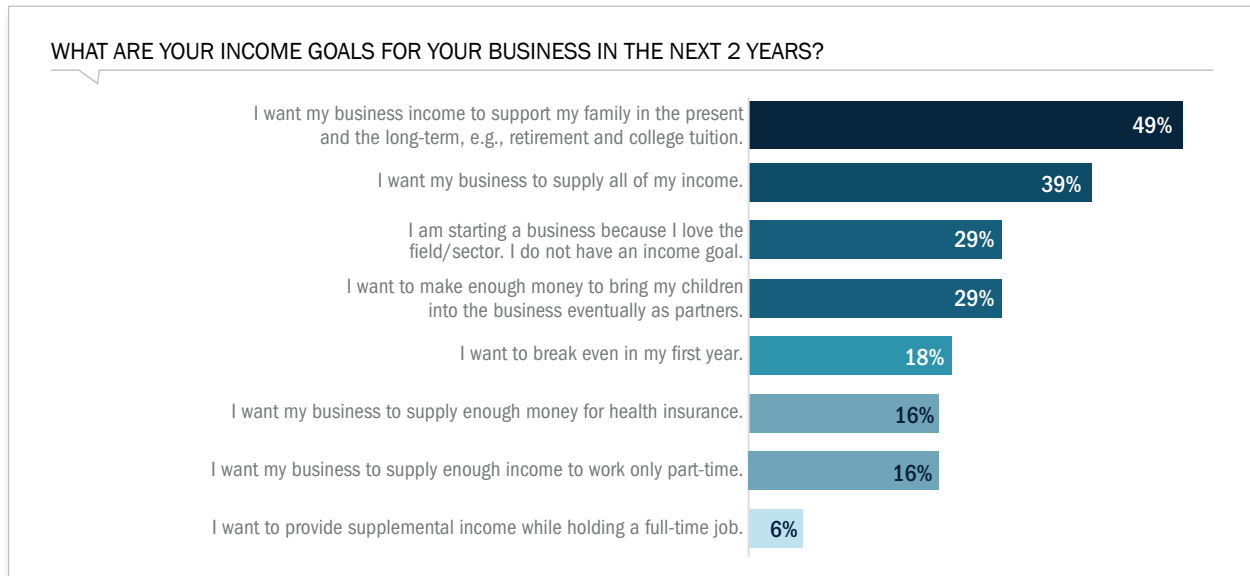 WHAT ARE YOUR INCOME GOALS FOR YOUR BUSINESS IN THE NEXT 2 YEARS?
I want my business income to support my family in the present
and the long-term, e.g., retirement and college tuition.
49%
I want my business to supply all of my income.
39%
I am starting a business because I love the
field/sector. I do not have an income goal.
29%
I want to make enough money to bring my children
into the business eventually as partners.
29%
I want to break even in my first year.
18%
I want my business to supply enough money for health insurance.
16%
I want my business to supply enough income to work only part-time.
16%
I want to provide supplemental income while holding a full-time job.
6%